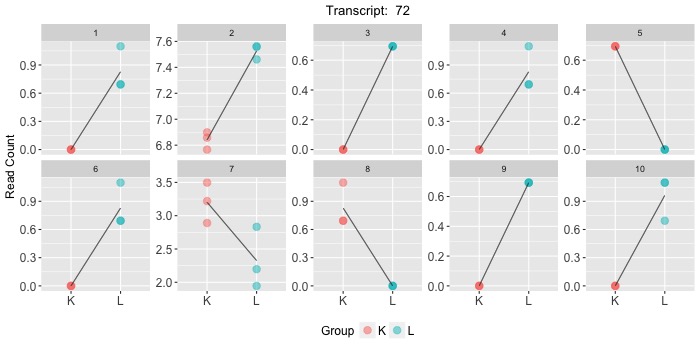 Transcript: 72
1 2 3 4 5
0.9 0.6 0.3 0.0
7.6 7.4 7.2 7.0 6.8
0.6 0.4 0.2 0.0
0.9 0.6 0.3 0.0
0.6 0.4 0.2 0.0
Read Count
6 7 8 9 10
0.9 0.6 0.3 0.0
3.5 3.0 2.5 2.0
0.9 0.6 0.3 0.0
0.6 0.4 0.2 0.0
0.9 0.6 0.3 0.0
K L K L K L K L K L
Group K L